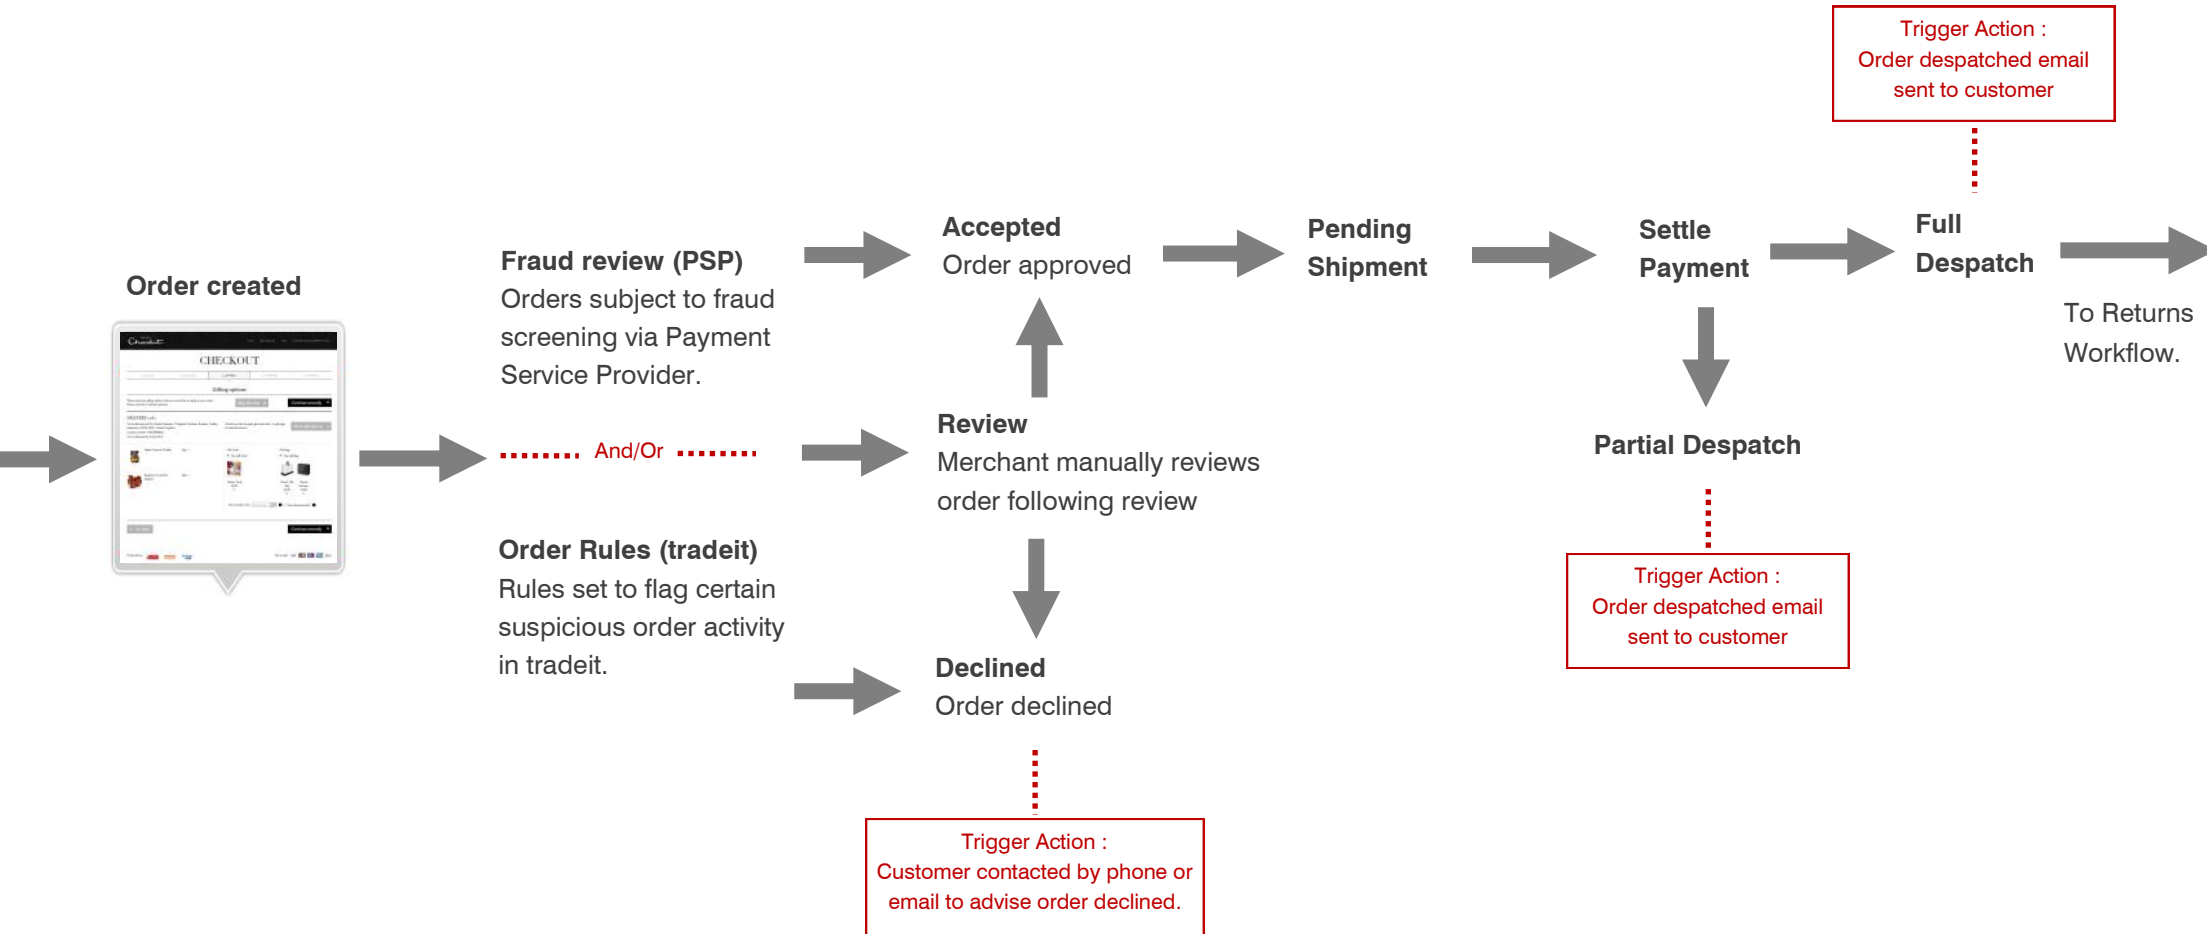 Trigger Action :
Order despatched email
sent to customer
Order created
CHECKOUT
Fraud review (PSP)
Orders subject to fraud
screening via Payment
Service Provider.
And/Or
Order Rules (tradeit)
Rules set to flag certain
suspicious order activity
in tradeit.
Accepted
Order approved
Review
Merchant manually reviews
order following review
Declined
Order declined
Trigger Action :
Customer contacted by phone or
email to advise order declined.
Pending
Shipment
Settle
Payment
Partial Despatch
Trigger Action :
Order despatched email
sent to customer
Full
Despatch
To Returns
Workflow.